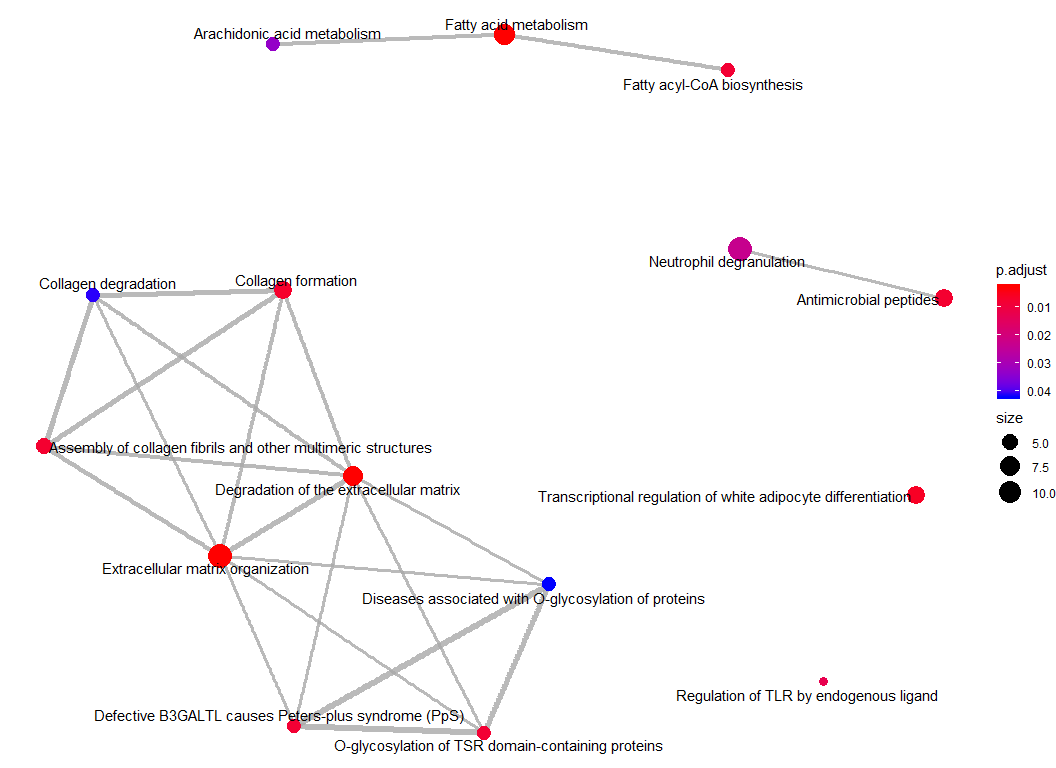 Fatty acid metabolism
Arachidonic acid metabolism
Fatty acyl-CoA biosynthesis
Neutrophil degranulation
Antimicrobial peptides
Collagen degradation
Collagen formation
Assembly of collagen fibrils and other multimeric structures
Degradation of the extracellular matrix
Transcriptional regulation of white adipocyte differentiation
Extracellular matrix organization
Diseases associated with O-glycosylation of proteins
Regulation of TLR by endogenous ligand
Defective B3GALTL causes Peters-plus syndrome (PpS)
O-glycosylation of TSR domain-containing proteins
p.adjust
0.01
0.02
0.03
0.04
size
5.0
7.5
10.0